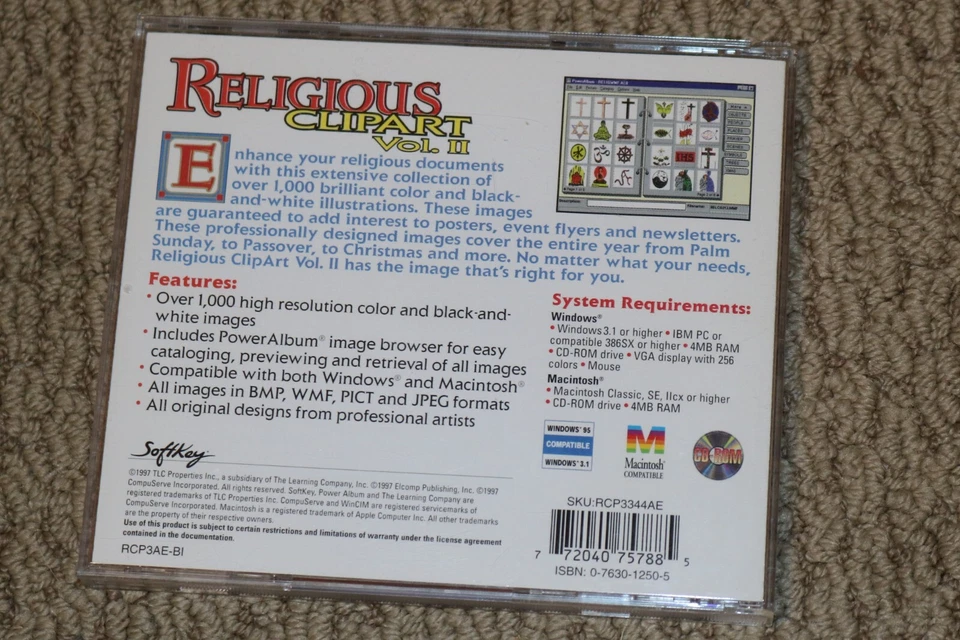 RELIGIOUS
CLIPART
Vol. II
Enhance your religious documents
with this extensive collection of
over 1,000 brilliant color and black-
and-white illustrations. These images
are guaranteed to add interest to posters, event flyers and newsletters.
These professionally designed images cover the entire year from Palm
Sunday, to Passover, to Christmas and more. No matter what your needs,
Religious ClipArt Vol. II has the image that's right for you.
Features:
• Over 1,000 high resolution color and black-and-
white images
• Includes PowerAlbum® image browser for easy
cataloging, previewing and retrieval of all images
• Compatible with both Windows® and Macintosh®
• All images in BMP, WMF, PICT and JPEG formats
• All original designs from professional artists
System Requirements:
Windows®
• Windows 3.1 or higher • IBM PC or
compatible 386SX or higher • 4MB RAM
• CD-ROM drive • VGA display with 256
colors • Mouse
Macintosh®
• Macintosh Classic, SE, IIcx or higher
• CD-ROM drive • 4MB RAM
WINDOWS 95
COMPATIBLE
WINDOWS 3.1
Macintosh®
COMPATIBLE
CD-ROM
SoftKey®
©1997 TLC Properties Inc., a subsidiary of The Learning Company, Inc. ©1997 Elcomp Publishing, Inc. ©1997
CompuServe Incorporated. All rights reserved. SoftKey, Power Album and The Learning Company are
registered trademarks of TLC Properties Inc. CompuServe and WinCIM are registered servicemarks of
CompuServe Incorporated. Macintosh is a registered trademark of Apple Computer Inc. All other trademarks
are the property of their respective owners.
Use of this product is subject to certain restrictions and limitations of warranty under the license agreement
contained in the documentation.
RCP3AE-BI
SKU:RCP3344AE
7 72040 75788 5
ISBN: 0-7630-1250-5
IHS